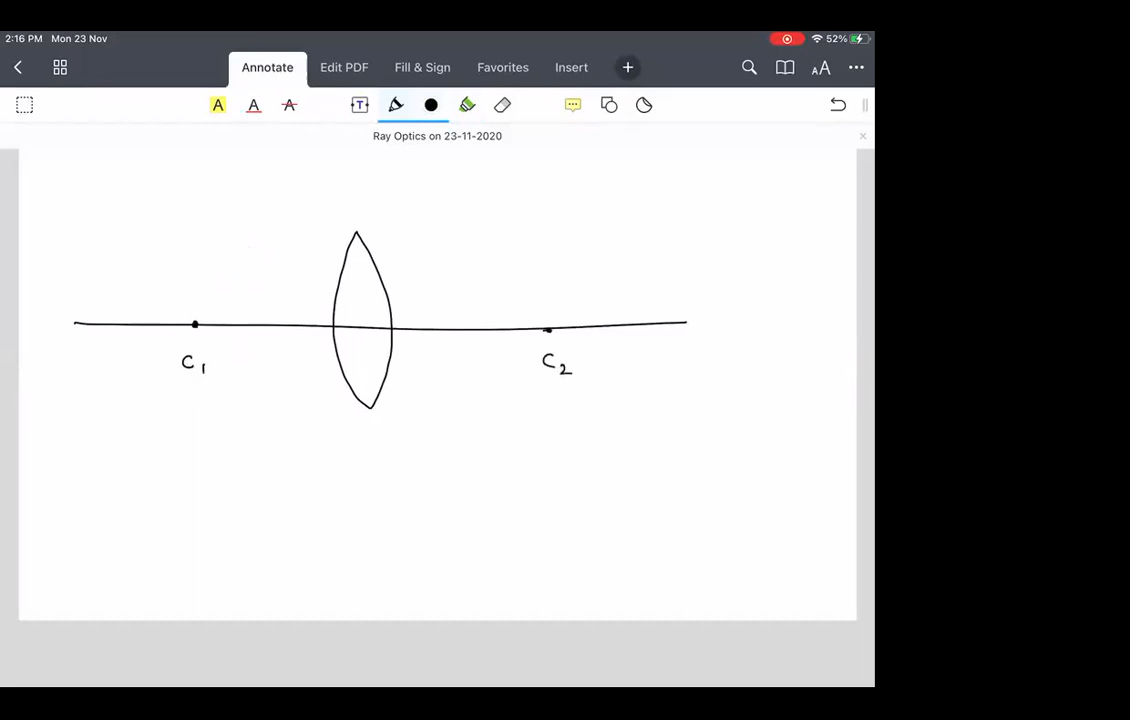 2:16 PM Mon 23 Nov 52%
Annotate Edit PDF Fill & Sign Favorites Insert + AA
A A A T
Ray Optics on 23-11-2020 ×
C1 C2